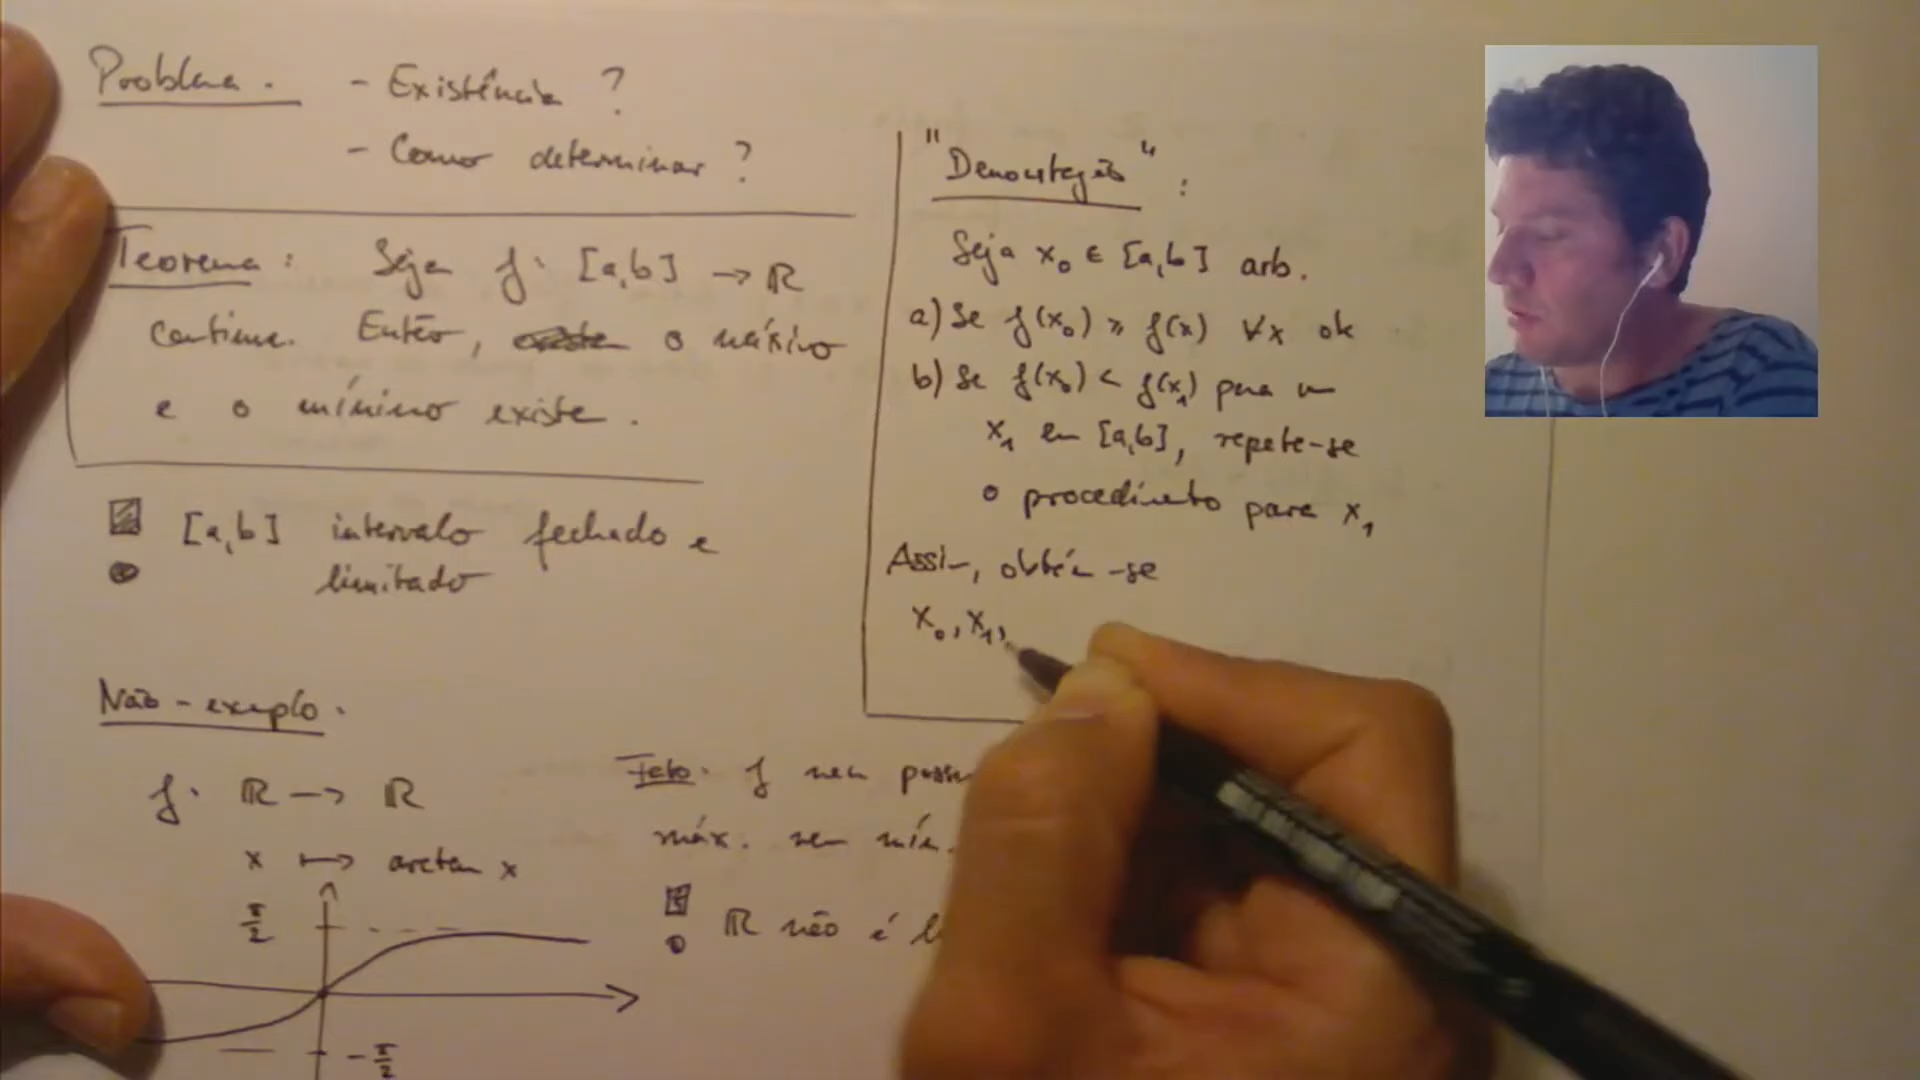 Problema. - Existência ?
- Como determinar ?
Teorema: Seja f: [a,b] → ℝ
contínua. Então, existe o máximo
e o mínimo existe.
[a,b] intervalo fechado e
limitado
Não-exemplo.
f: ℝ → ℝ
x ↦ arctan x
π/2
-π/2
"Demonstração":
Seja x₀ ∈ [a,b] arb.
a) Se f(x₀) ≥ f(x) ∀x ok
b) Se f(x₀) < f(x₁) para um
x₁ em [a,b], repete-se
o procedimento para x₁
Assim, obtém-se
x₀, x₁,
Facto: f nem
máx. nem mín.
ℝ não é